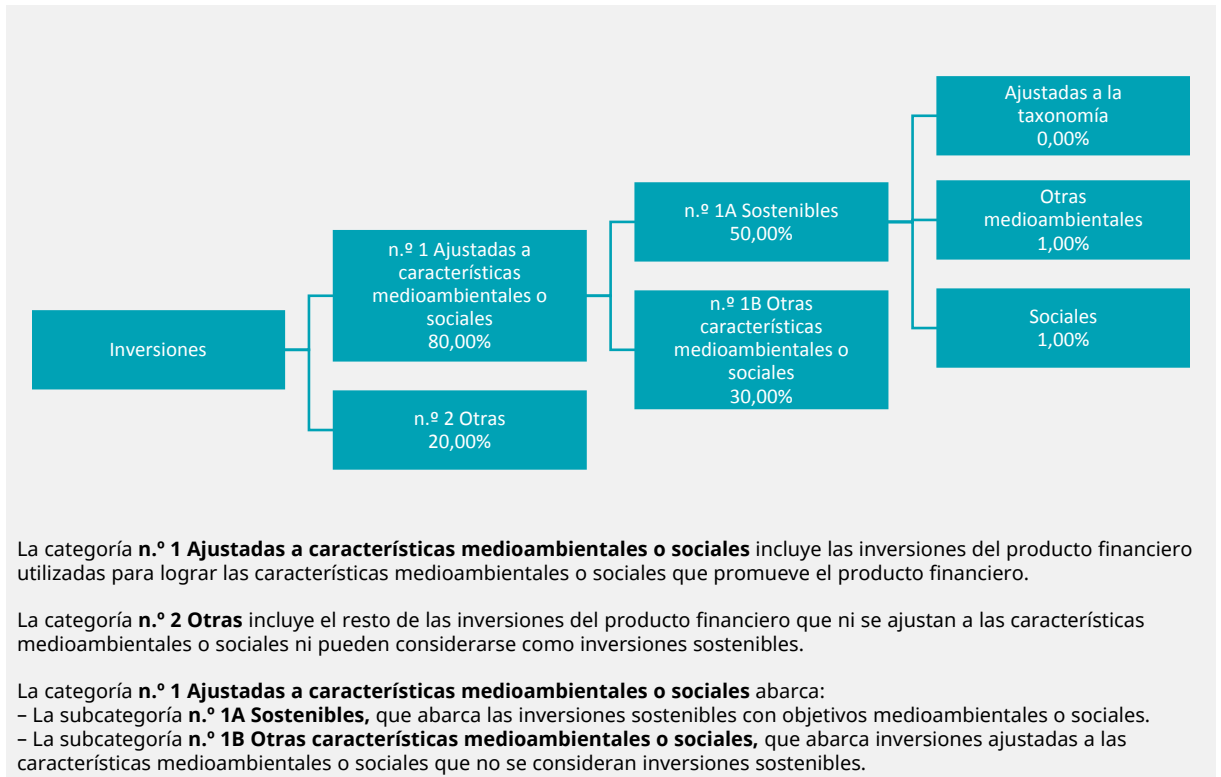 Inversiones
n.º 1 Ajustadas a
características
medioambientales o
sociales
80,00%
n.º 2 Otras
20,00%
n.º 1A Sostenibles
50,00%
n.º 1B Otras
características
medioambientales o
sociales
30,00%
Ajustadas a la
taxonomía
0,00%
Otras
medioambientales
1,00%
Sociales
1,00%
La categoría n.º 1 Ajustadas a características medioambientales o sociales incluye las inversiones del producto financiero
utilizadas para lograr las características medioambientales o sociales que promueve el producto financiero.
La categoría n.º 2 Otras incluye el resto de las inversiones del producto financiero que ni se ajustan a las características
medioambientales o sociales ni pueden considerarse como inversiones sostenibles.
La categoría n.º 1 Ajustadas a características medioambientales o sociales abarca:
– La subcategoría n.º 1A Sostenibles, que abarca las inversiones sostenibles con objetivos medioambientales o sociales.
– La subcategoría n.º 1B Otras características medioambientales o sociales, que abarca inversiones ajustadas a las
características medioambientales o sociales que no se consideran inversiones sostenibles.